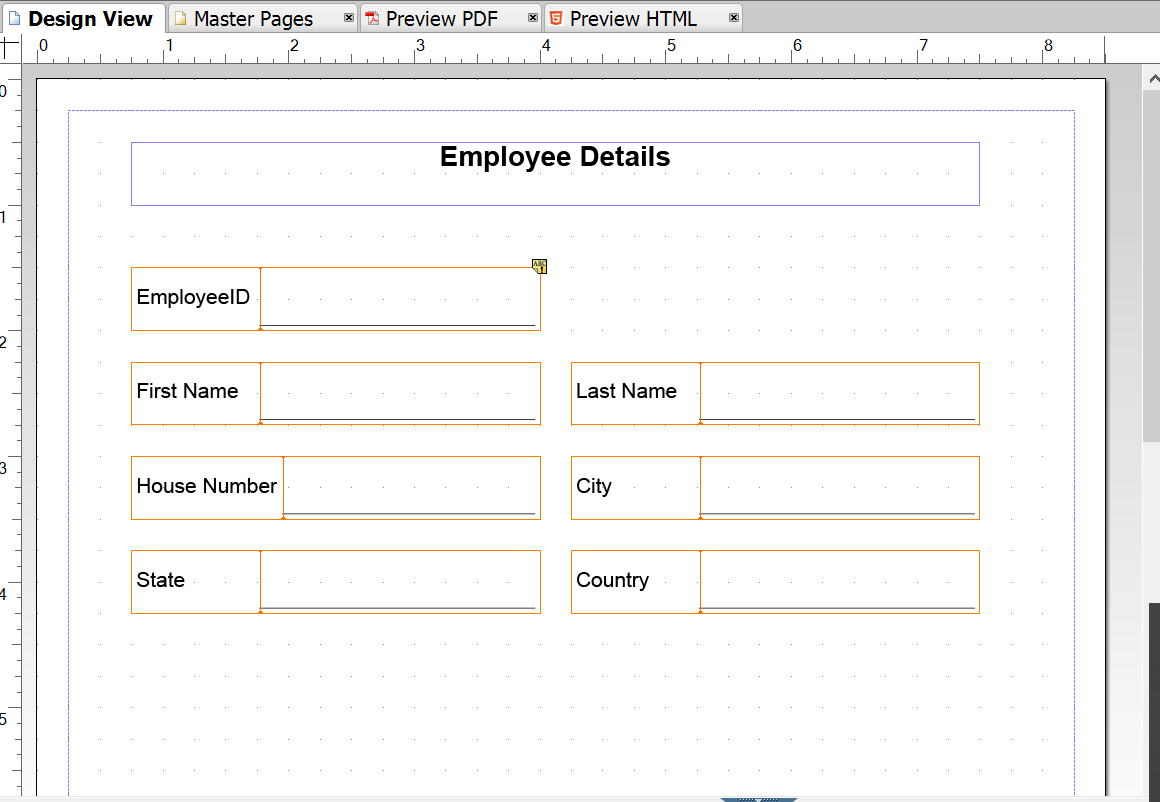 Design View Master Pages Preview PDF Preview HTML
0 1 2 3 4 5 6 7 8
0
Employee Details
1
ABC
EmployeeID
2
First Name Last Name
3
House Number City
State Country
4
5